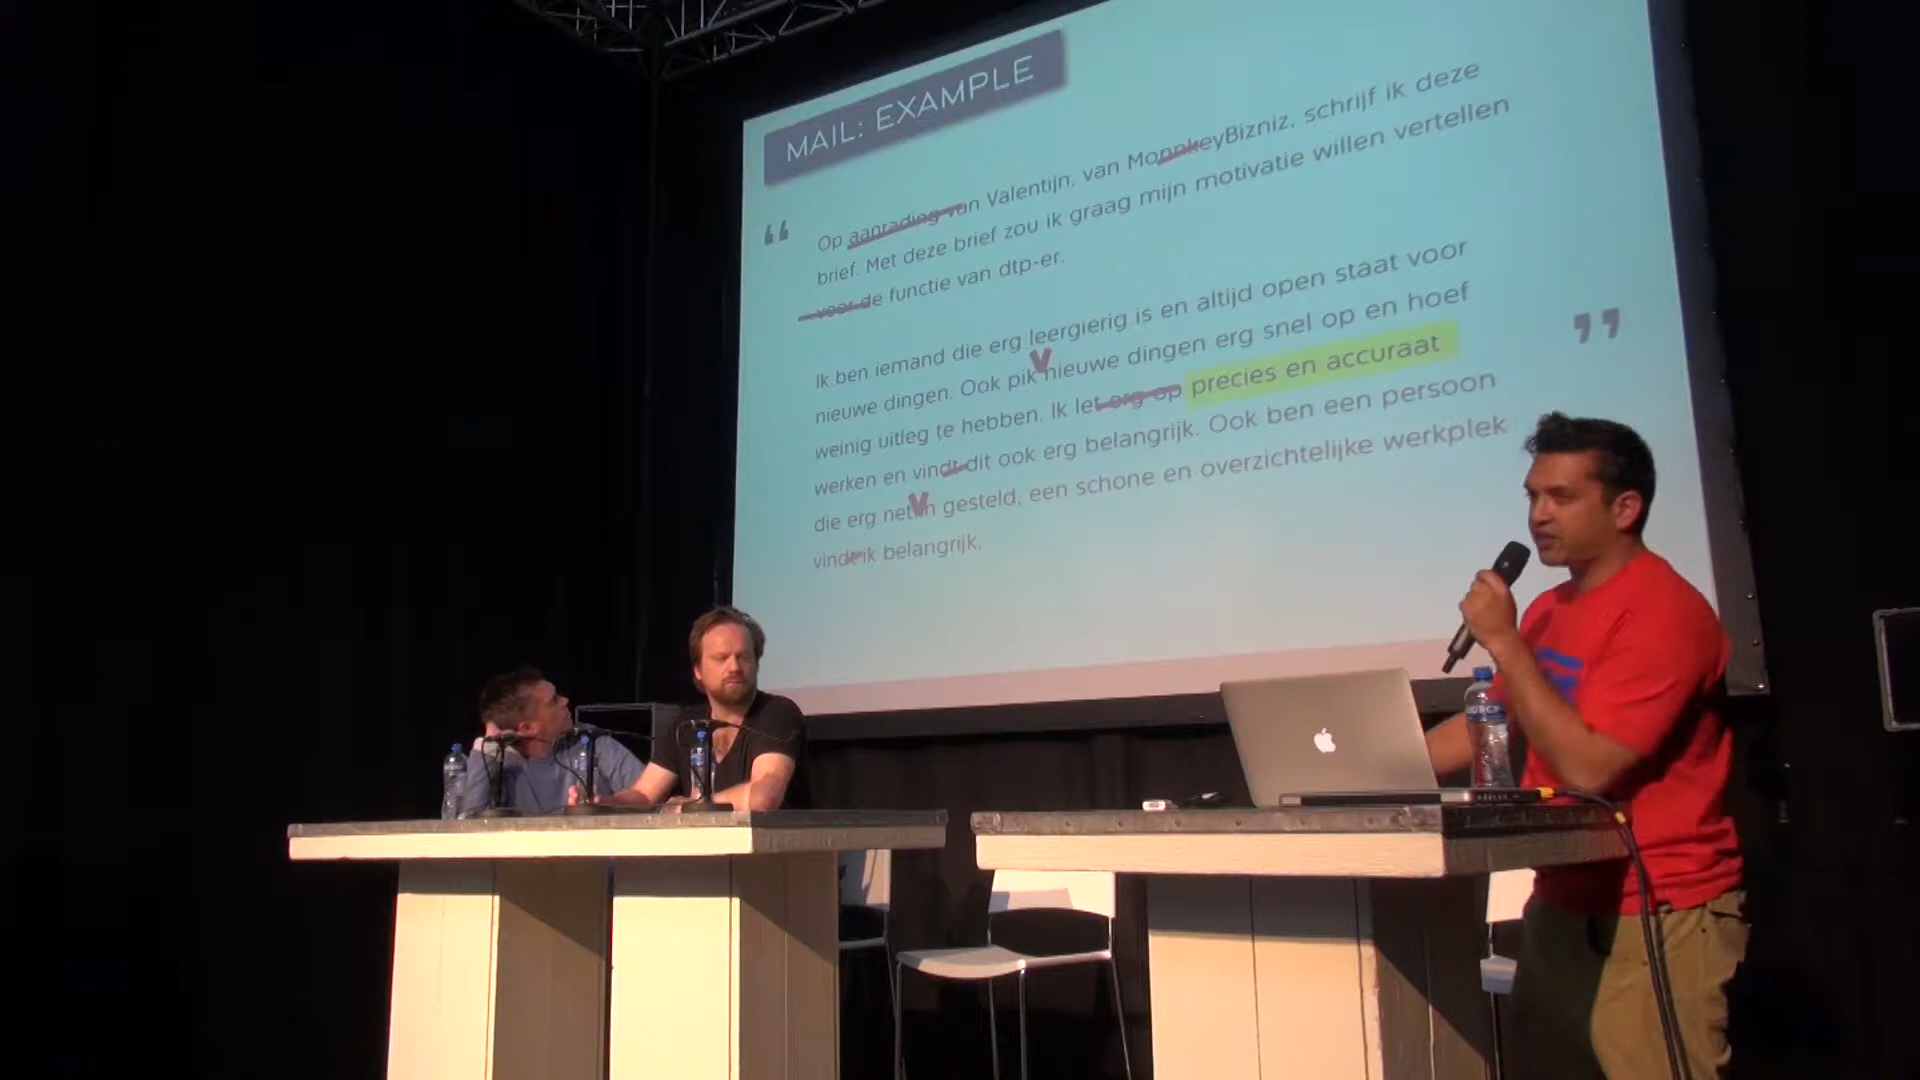 MAIL: EXAMPLE
“
Op aanrading van Valentijn, van MonnkeyBizniz, schrijf ik deze
brief. Met deze brief zou ik graag mijn motivatie willen vertellen
voor de functie van dtp-er.
Ik ben iemand die erg leergierig is en altijd open staat voor
nieuwe dingen. Ook pik nieuwe dingen erg snel op en hoef
weinig uitleg te hebben. Ik let erg op precies en accuraat
werken en vindt dit ook erg belangrijk. Ook ben een persoon
die erg net in gesteld, een schone en overzichtelijke werkplek
vinde ik belangrijk.
”